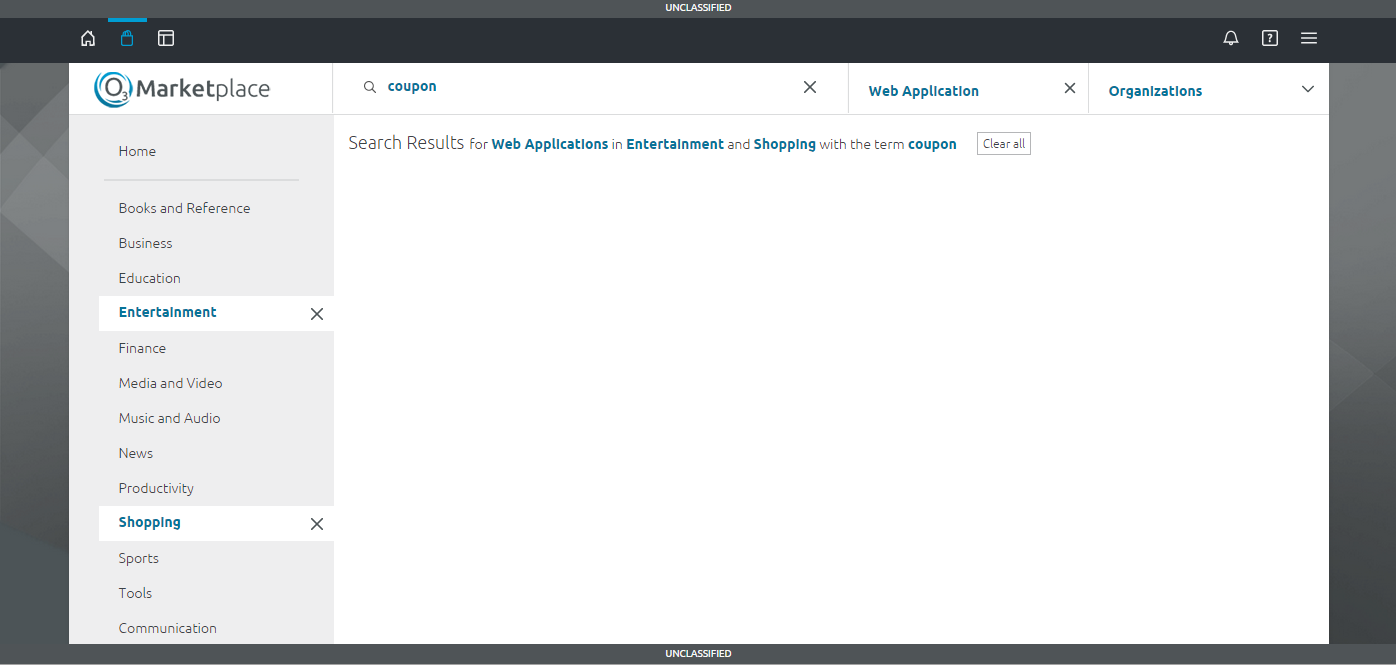 UNCLASSIFIED
?
O3 Marketplace
coupon
Web Application
Organizations
Search Results for Web Applications in Entertainment and Shopping with the term coupon
Clear all
Home
Books and Reference
Business
Education
Entertainment
Finance
Media and Video
Music and Audio
News
Productivity
Shopping
Sports
Tools
Communication
UNCLASSIFIED